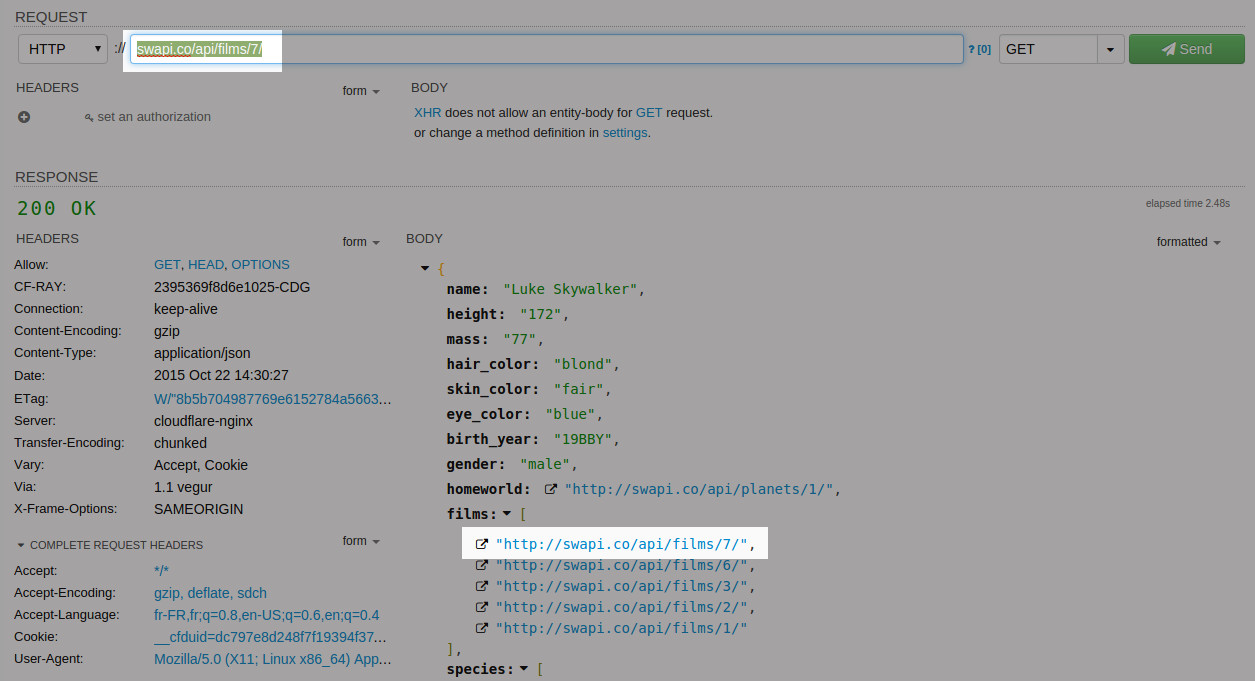 REQUEST
HTTP :// swapi.co/api/films/7/ ? [0] GET Send
HEADERS form BODY
XHR does not allow an entity-body for GET request.
set an authorization
or change a method definition in settings.
RESPONSE
200 OK elapsed time 2.48s
HEADERS form BODY formatted
Allow: GET, HEAD, OPTIONS
CF-RAY: 2395369f8d6e1025-CDG
Connection: keep-alive
Content-Encoding: gzip
Content-Type: application/json
Date: 2015 Oct 22 14:30:27
ETag: W/"8b5b704987769e6152784a5663...
Server: cloudflare-nginx
Transfer-Encoding: chunked
Vary: Accept, Cookie
Via: 1.1 vegur
X-Frame-Options: SAMEORIGIN
COMPLETE REQUEST HEADERS form
Accept: */*
Accept-Encoding: gzip, deflate, sdch
Accept-Language: fr-FR,fr;q=0.8,en-US;q=0.6,en;q=0.4
Cookie: __cfduid=dc797e8d248f7f19394f37...
User-Agent: Mozilla/5.0 (X11; Linux x86_64) App...
{
name: "Luke Skywalker",
height: "172",
mass: "77",
hair_color: "blond",
skin_color: "fair",
eye_color: "blue",
birth_year: "19BBY",
gender: "male",
homeworld: "http://swapi.co/api/planets/1/",
films: [
"http://swapi.co/api/films/7/",
"http://swapi.co/api/films/6/",
"http://swapi.co/api/films/3/",
"http://swapi.co/api/films/2/",
"http://swapi.co/api/films/1/"
],
species: [